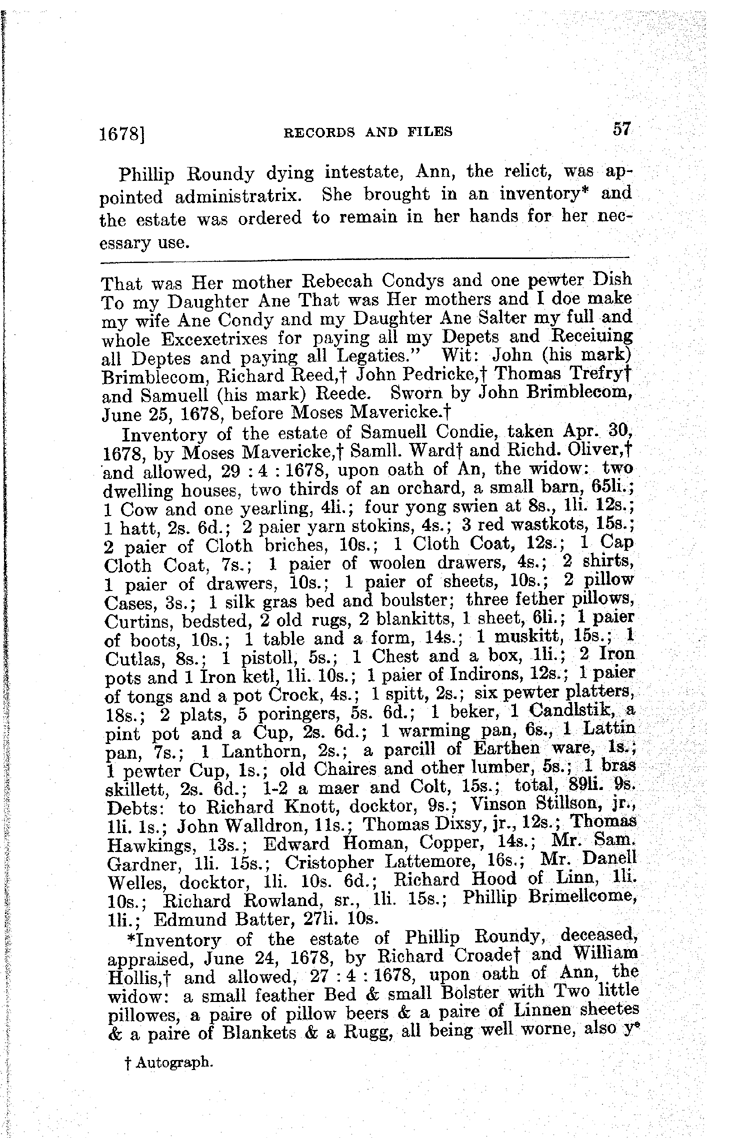 1678] RECORDS AND FILES 57
Phillip Roundy dying intestate, Ann, the relict, was ap-
pointed administratrix. She brought in an inventory* and
the estate was ordered to remain in her hands for her nec-
essary use.
That was Her mother Rebecah Condys and one pewter Dish
To my Daughter Ane That was Her mothers and I doe make
my wife Ane Condy and my Daughter Ane Salter my full and
whole Excexetrixes for paying all my Depets and Receiuing
all Deptes and paying all Legaties." Wit: John (his mark)
Brimblecom, Richard Reed,† John Pedricke,† Thomas Trefry†
and Samuell (his mark) Reede. Sworn by John Brimblecom,
June 25, 1678, before Moses Mavericke.†
Inventory of the estate of Samuell Condie, taken Apr. 30,
1678, by Moses Mavericke,† Samll. Ward† and Richd. Oliver,†
and allowed, 29 : 4 : 1678, upon oath of An, the widow: two
dwelling houses, two thirds of an orchard, a small barn, 65li.;
1 Cow and one yearling, 4li.; four yong swien at 8s., 1li. 12s.;
1 hatt, 2s. 6d.; 2 paier yarn stokins, 4s.; 3 red wastkots, 15s.;
2 paier of Cloth briches, 10s.; 1 Cloth Coat, 12s.; 1 Cap
Cloth Coat, 7s.; 1 paier of woolen drawers, 4s.; 2 shirts,
1 paier of drawers, 10s.; 1 paier of sheets, 10s.; 2 pillow
Cases, 3s.; 1 silk gras bed and boulster; three fether pillows,
Curtins, bedsted, 2 old rugs, 2 blankitts, 1 sheet, 6li.; 1 paier
of boots, 10s.; 1 table and a form, 14s.; 1 muskitt, 15s.; 1
Cutlas, 8s.; 1 pistoll, 5s.; 1 Chest and a box, 1li.; 2 Iron
pots and 1 Iron ketl, 1li. 10s.; 1 paier of Indirons, 12s.; 1 paier
of tongs and a pot Crock, 4s.; 1 spitt, 2s.; six pewter platters,
18s.; 2 plats, 5 poringers, 5s. 6d.; 1 beker, 1 Candlstik, a
pint pot and a Cup, 2s. 6d.; 1 warming pan, 6s., 1 Lattin
pan, 7s.; 1 Lanthorn, 2s.; a parcill of Earthen ware, 1s.;
1 pewter Cup, 1s.; old Chaires and other lumber, 5s.; 1 bras
skillett, 2s. 6d.; 1-2 a maer and Colt, 15s.; total, 89li. 9s.
Debts: to Richard Knott, docktor, 9s.; Vinson Stillson, jr.,
1li. 1s.; John Walldron, 11s.; Thomas Dixsy, jr., 12s.; Thomas
Hawkings, 13s.; Edward Homan, Copper, 14s.; Mr. Sam.
Gardner, 1li. 15s.; Cristopher Lattemore, 16s.; Mr. Danell
Welles, docktor, 1li. 10s. 6d.; Richard Hood of Linn, 1li.
10s.; Richard Rowland, sr., 1li. 15s.; Phillip Brimellcome,
1li.; Edmund Batter, 27li. 10s.
*Inventory of the estate of Phillip Roundy, deceased,
appraised, June 24, 1678, by Richard Croade† and William
Hollis,† and allowed, 27 : 4 : 1678, upon oath of Ann, the
widow: a small feather Bed & small Bolster with Two little
pillowes, a paire of pillow beers & a paire of Linnen sheetes
& a paire of Blankets & a Rugg, all being well worne, also yᵉ
† Autograph.